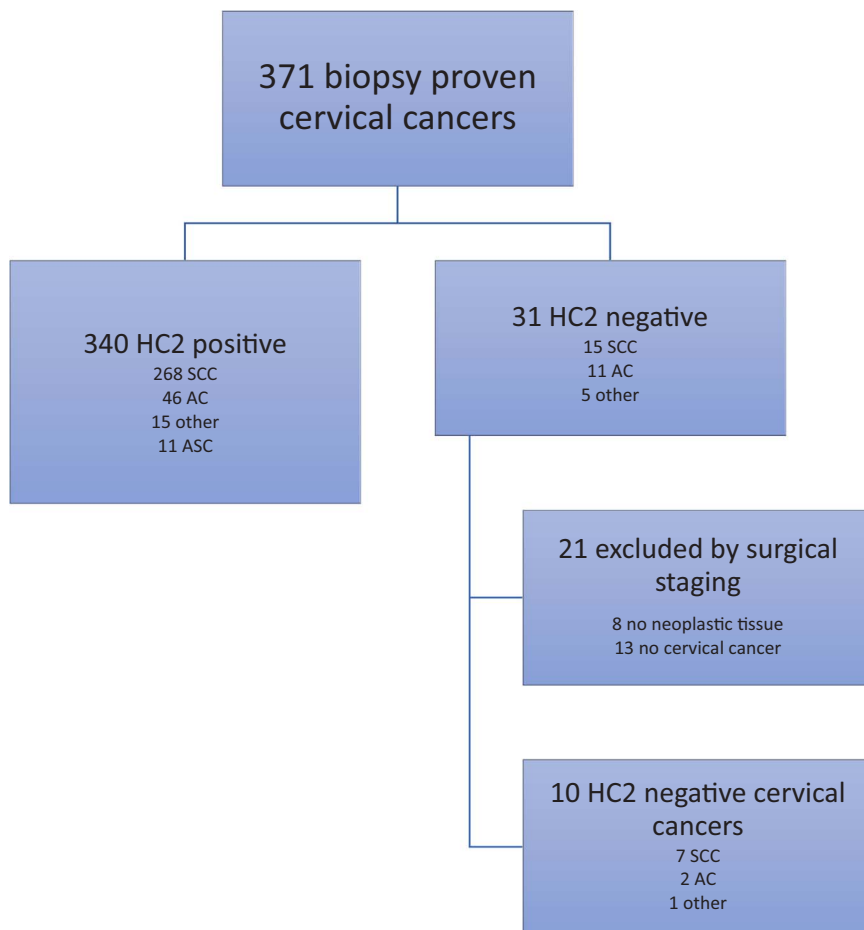 371 biopsy proven
cervical cancers
340 HC2 positive
268 SCC
46 AC
15 other
11 ASC
31 HC2 negative
15 SCC
11 AC
5 other
21 excluded by surgical
staging
8 no neoplastic tissue
13 no cervical cancer
10 HC2 negative cervical
cancers
7 SCC
2 AC
1 other